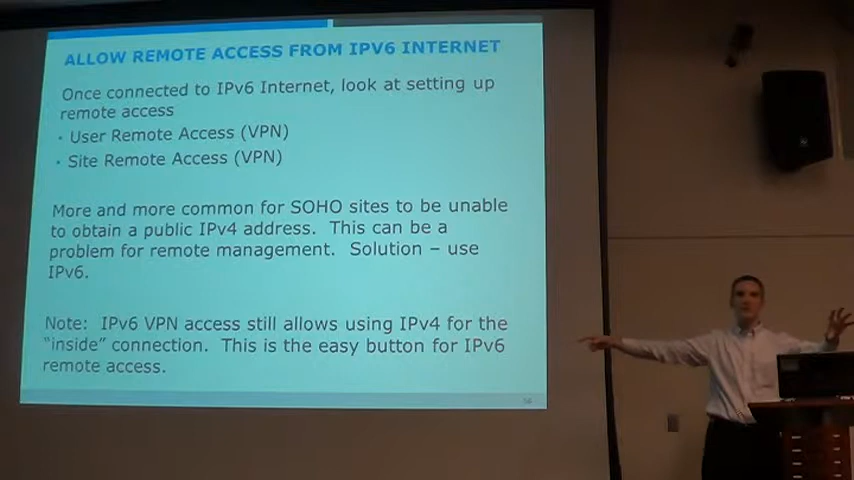 ALLOW REMOTE ACCESS FROM IPV6 INTERNET
Once connected to IPv6 Internet, look at setting up
remote access
· User Remote Access (VPN)
· Site Remote Access (VPN)
More and more common for SOHO sites to be unable
to obtain a public IPv4 address. This can be a
problem for remote management. Solution – use
IPv6.
Note: IPv6 VPN access still allows using IPv4 for the
“inside” connection. This is the easy button for IPv6
remote access.